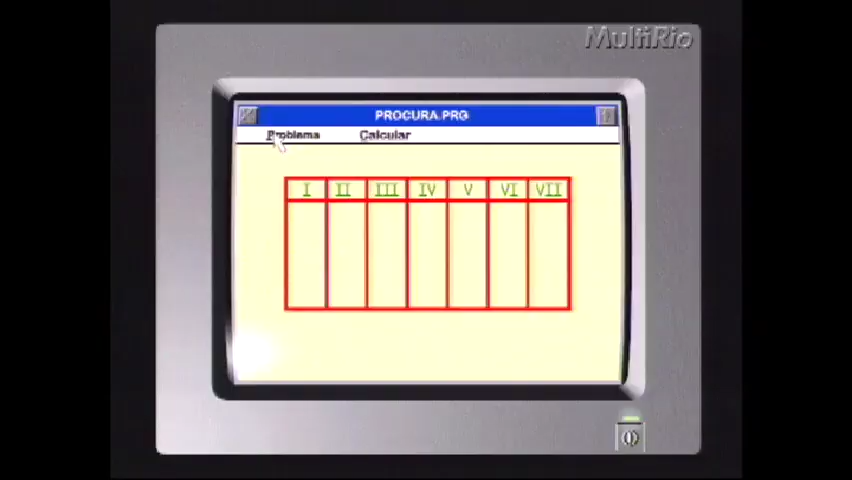 MultiRio
PROCURA.PRG
Problema Calcular
I II III IV V VI VII